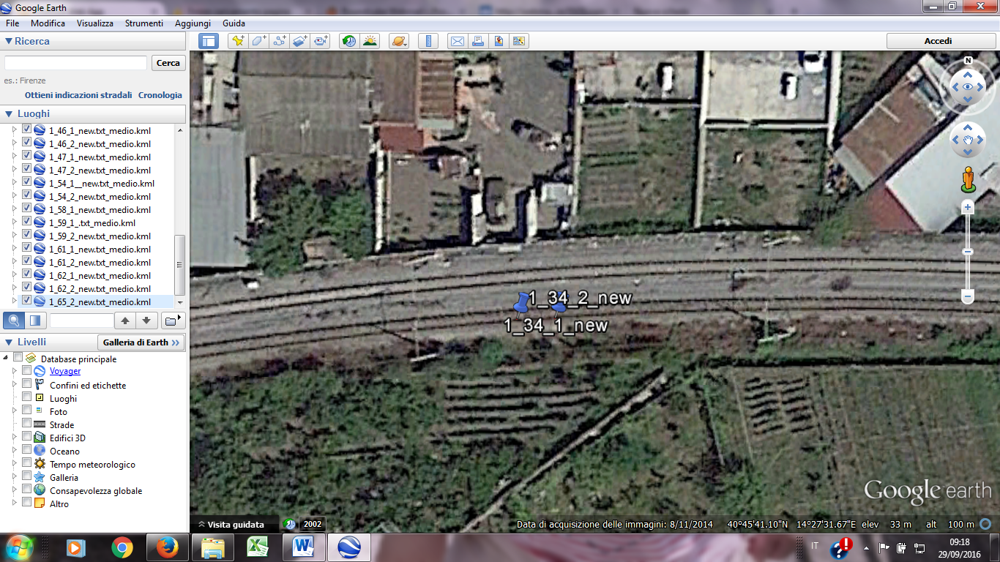 Google Earth
File Modifica Visualizza Strumenti Aggiungi Guida
Ricerca
Accedi
Cerca
es.: Firenze
Ottieni indicazioni stradali Cronologia
Luoghi
1_46_1_new.txt_medio.kml
1_46_2_new.txt_medio.kml
1_47_1_new.txt_medio.kml
1_47_2_new.txt_medio.kml
1_54_1__new.txt_medio.kml
1_54_2_new.txt_medio.kml
1_58_1_new.txt_medio.kml
1_59_1_.txt_medio.kml
1_59_2_new.txt_medio.kml
1_61_1_new.txt_medio.kml
1_61_2_new.txt_medio.kml
1_62_1_new.txt_medio.kml
1_62_2_new.txt_medio.kml
1_65_2_new.txt_medio.kml
Livelli
Galleria di Earth >>
Database principale
Voyager
Confini ed etichette
Luoghi
Foto
Strade
Edifici 3D
Oceano
Tempo meteorologico
Galleria
Consapevolezza globale
Altro
N
1_34_2_new
1_34_1_new
Google earth
Visita guidata
2002
Data di acquisizione delle immagini: 8/11/2014 40°45'41.10"N 14°27'31.67"E elev 33 m alt 100 m
IT
09:18
29/09/2016